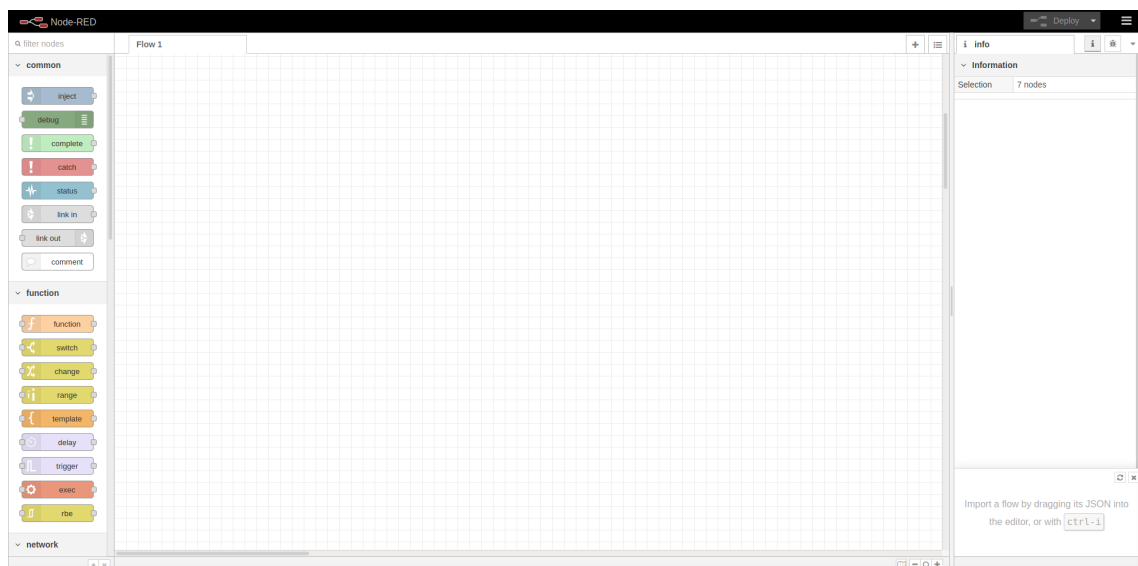 Node-RED
Deploy
filter nodes
Flow 1
i info
common
Information
Selection 7 nodes
inject
debug
complete
catch
status
link in
link out
comment
function
function
switch
change
range
template
delay
trigger
exec
rbe
network
Import a flow by dragging its JSON into
the editor, or with ctrl-i